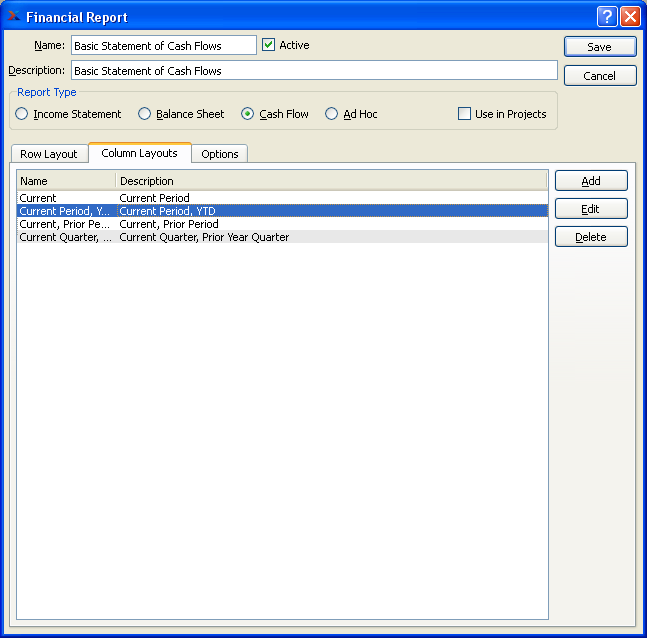 Financial Report
Name: Basic Statement of Cash Flows Active Save
Description: Basic Statement of Cash Flows Cancel
Report Type
Income Statement Balance Sheet Cash Flow Ad Hoc Use in Projects
Row Layout Column Layouts Options
Name Description Add
Current Current Period
Current Period, Y... Current Period, YTD Edit
Current, Prior Pe... Current, Prior Period
Current Quarter, ... Current Quarter, Prior Year Quarter Delete